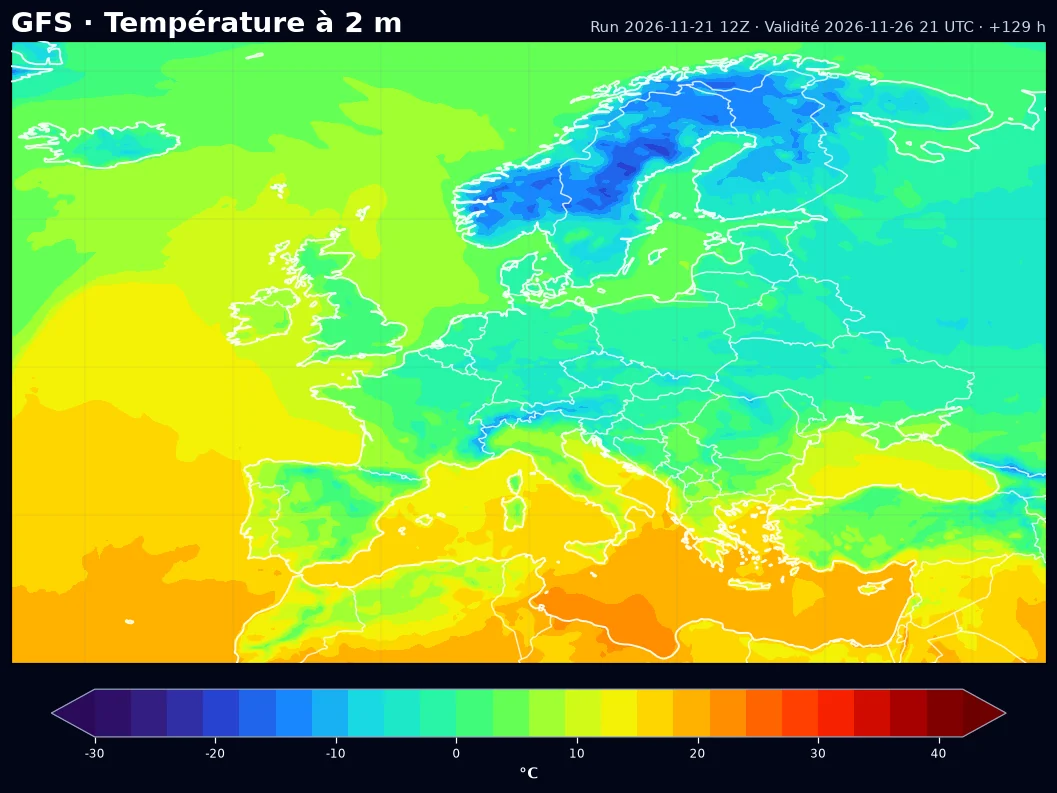 GFS · Température à 2 m
Run 2026-11-21 12Z · Validité 2026-11-26 21 UTC · +129 h
-30 -20 -10 0 10 20 30 40
°C